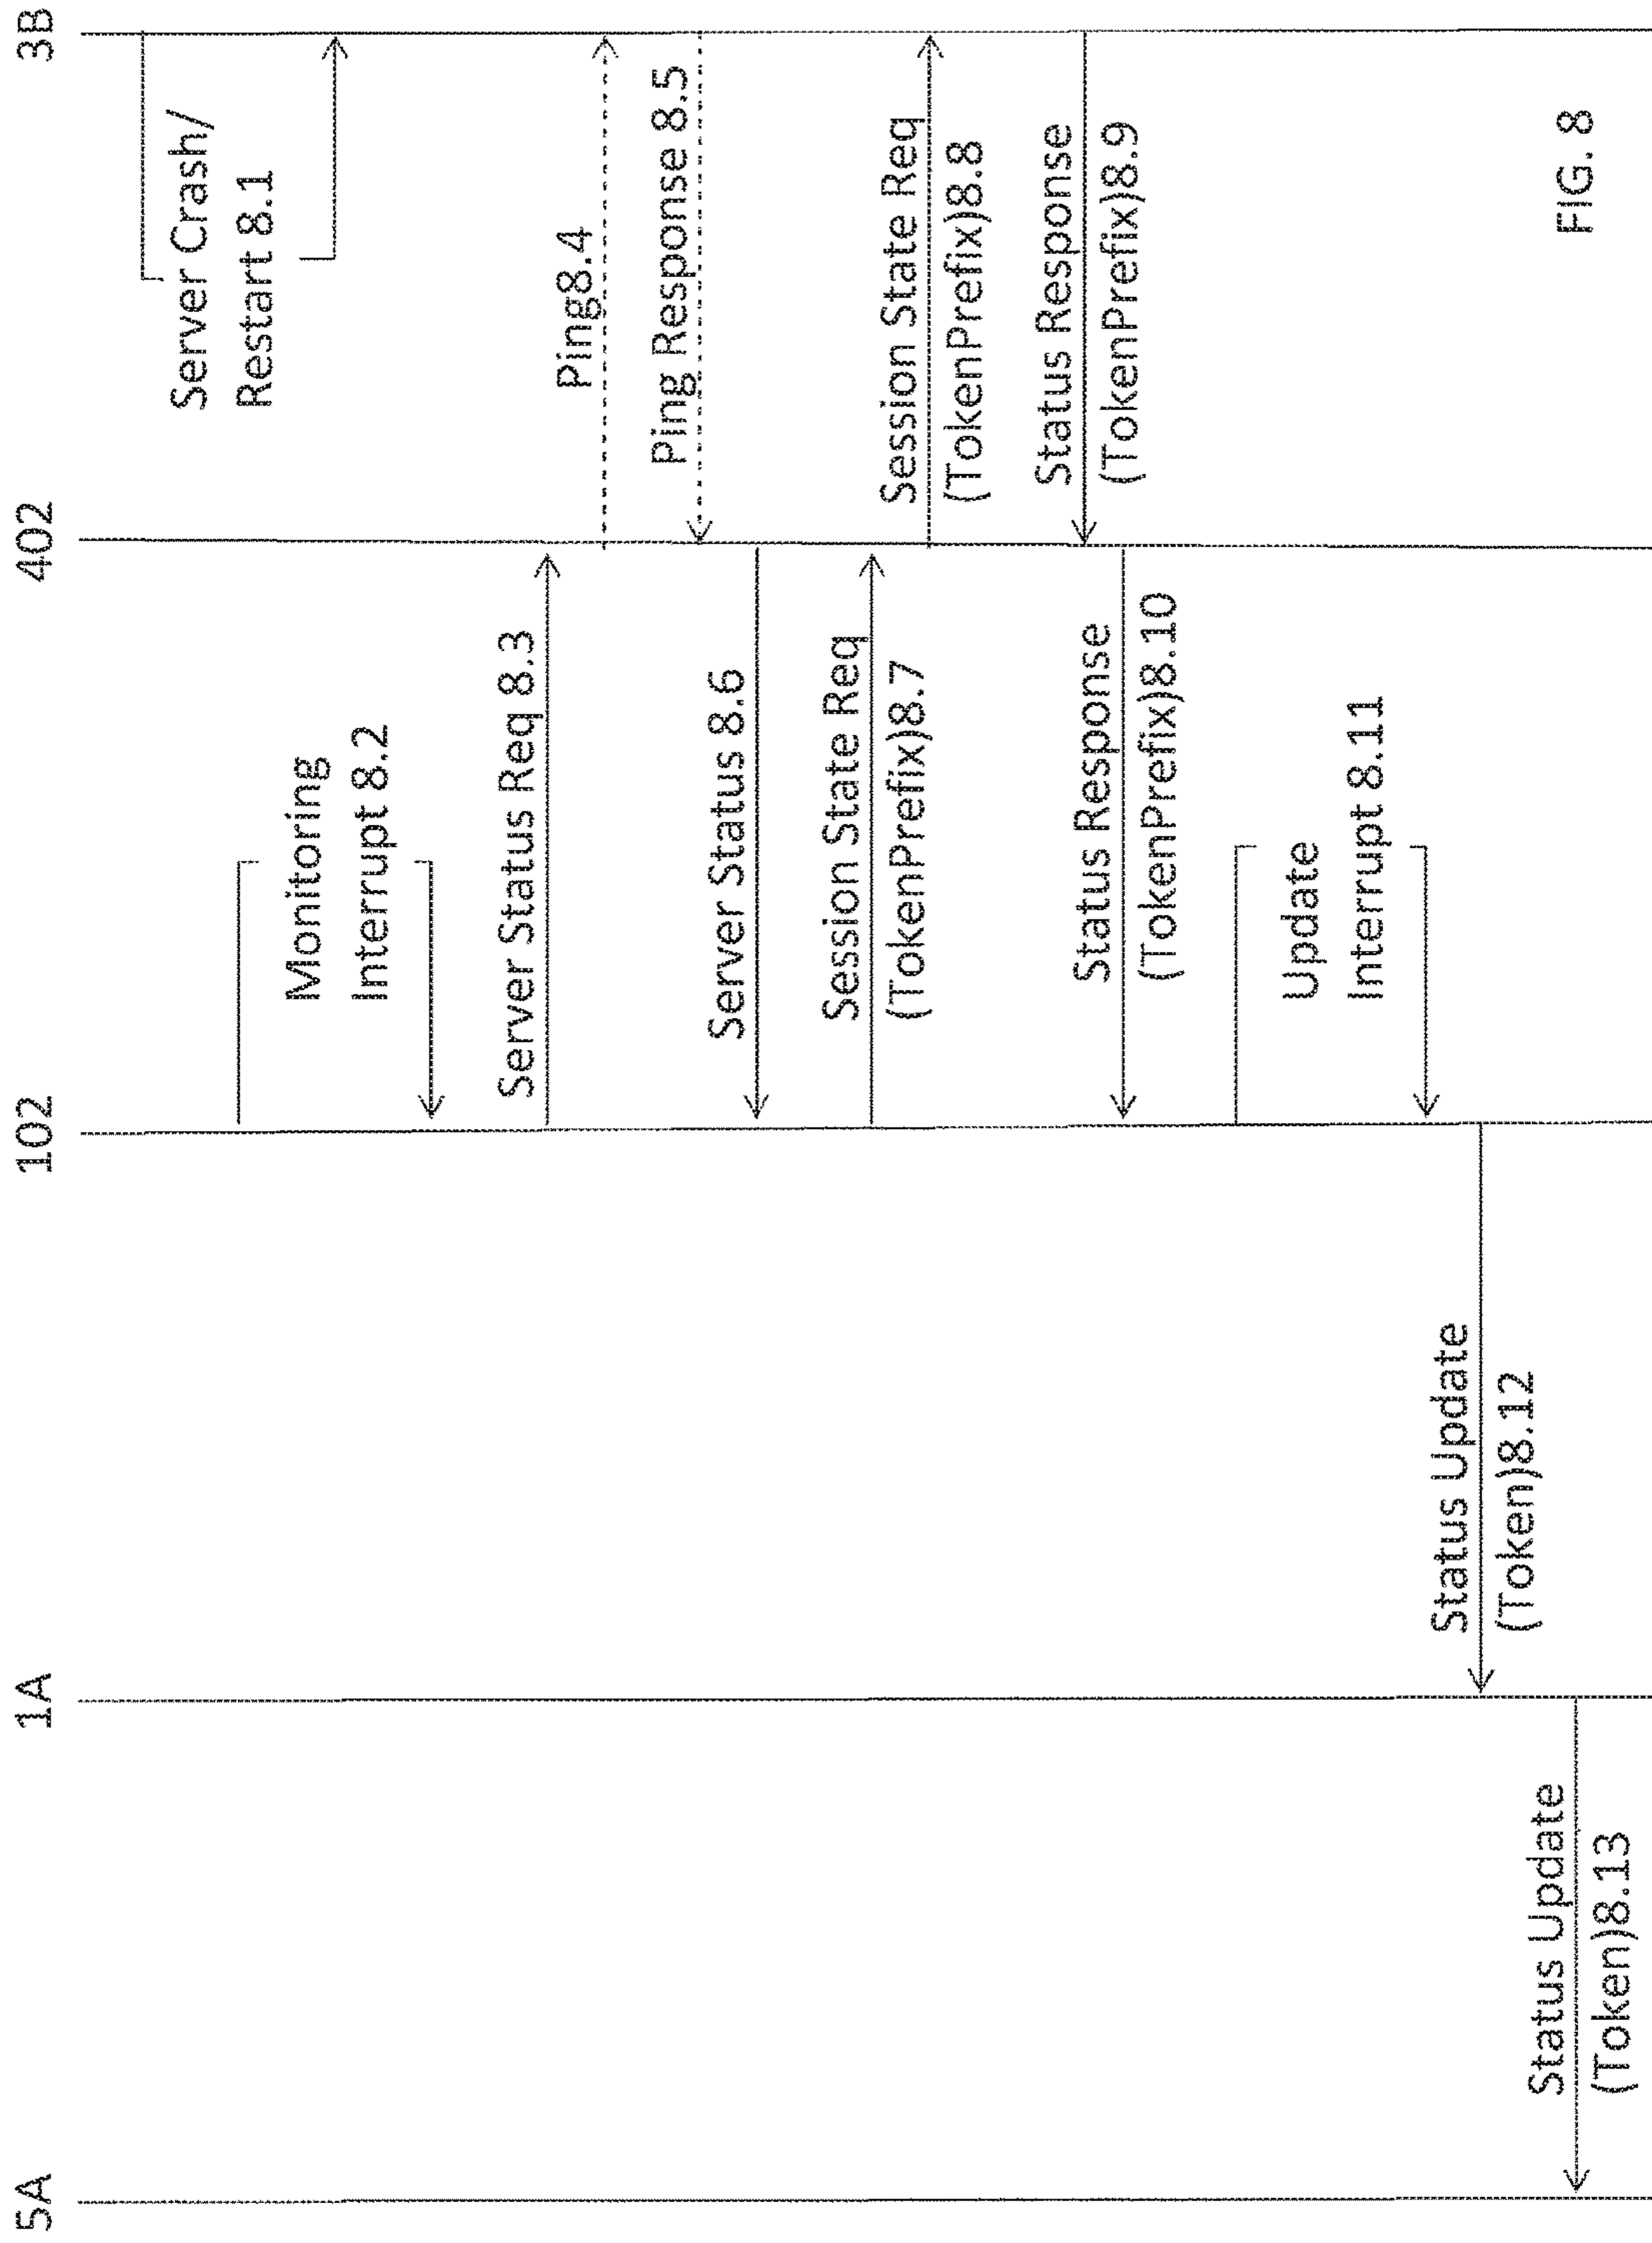 5A
1A
102
402
3B
Server Crash/
Restart 8.1
Monitoring
Interrupt 8.2
Server Status Req 8.3
Ping8.4
Ping Response 8.5
Server Status 8.6
Session State Req
(TokenPrefix)8.7
Session State Req
(TokenPrefix)8.8
Status Response
(TokenPrefix)8.9
Status Response
(TokenPrefix)8.10
Update
Interrupt 8.11
Status Update
(Token)8.12
Status Update
(Token)8.13
FIG. 8